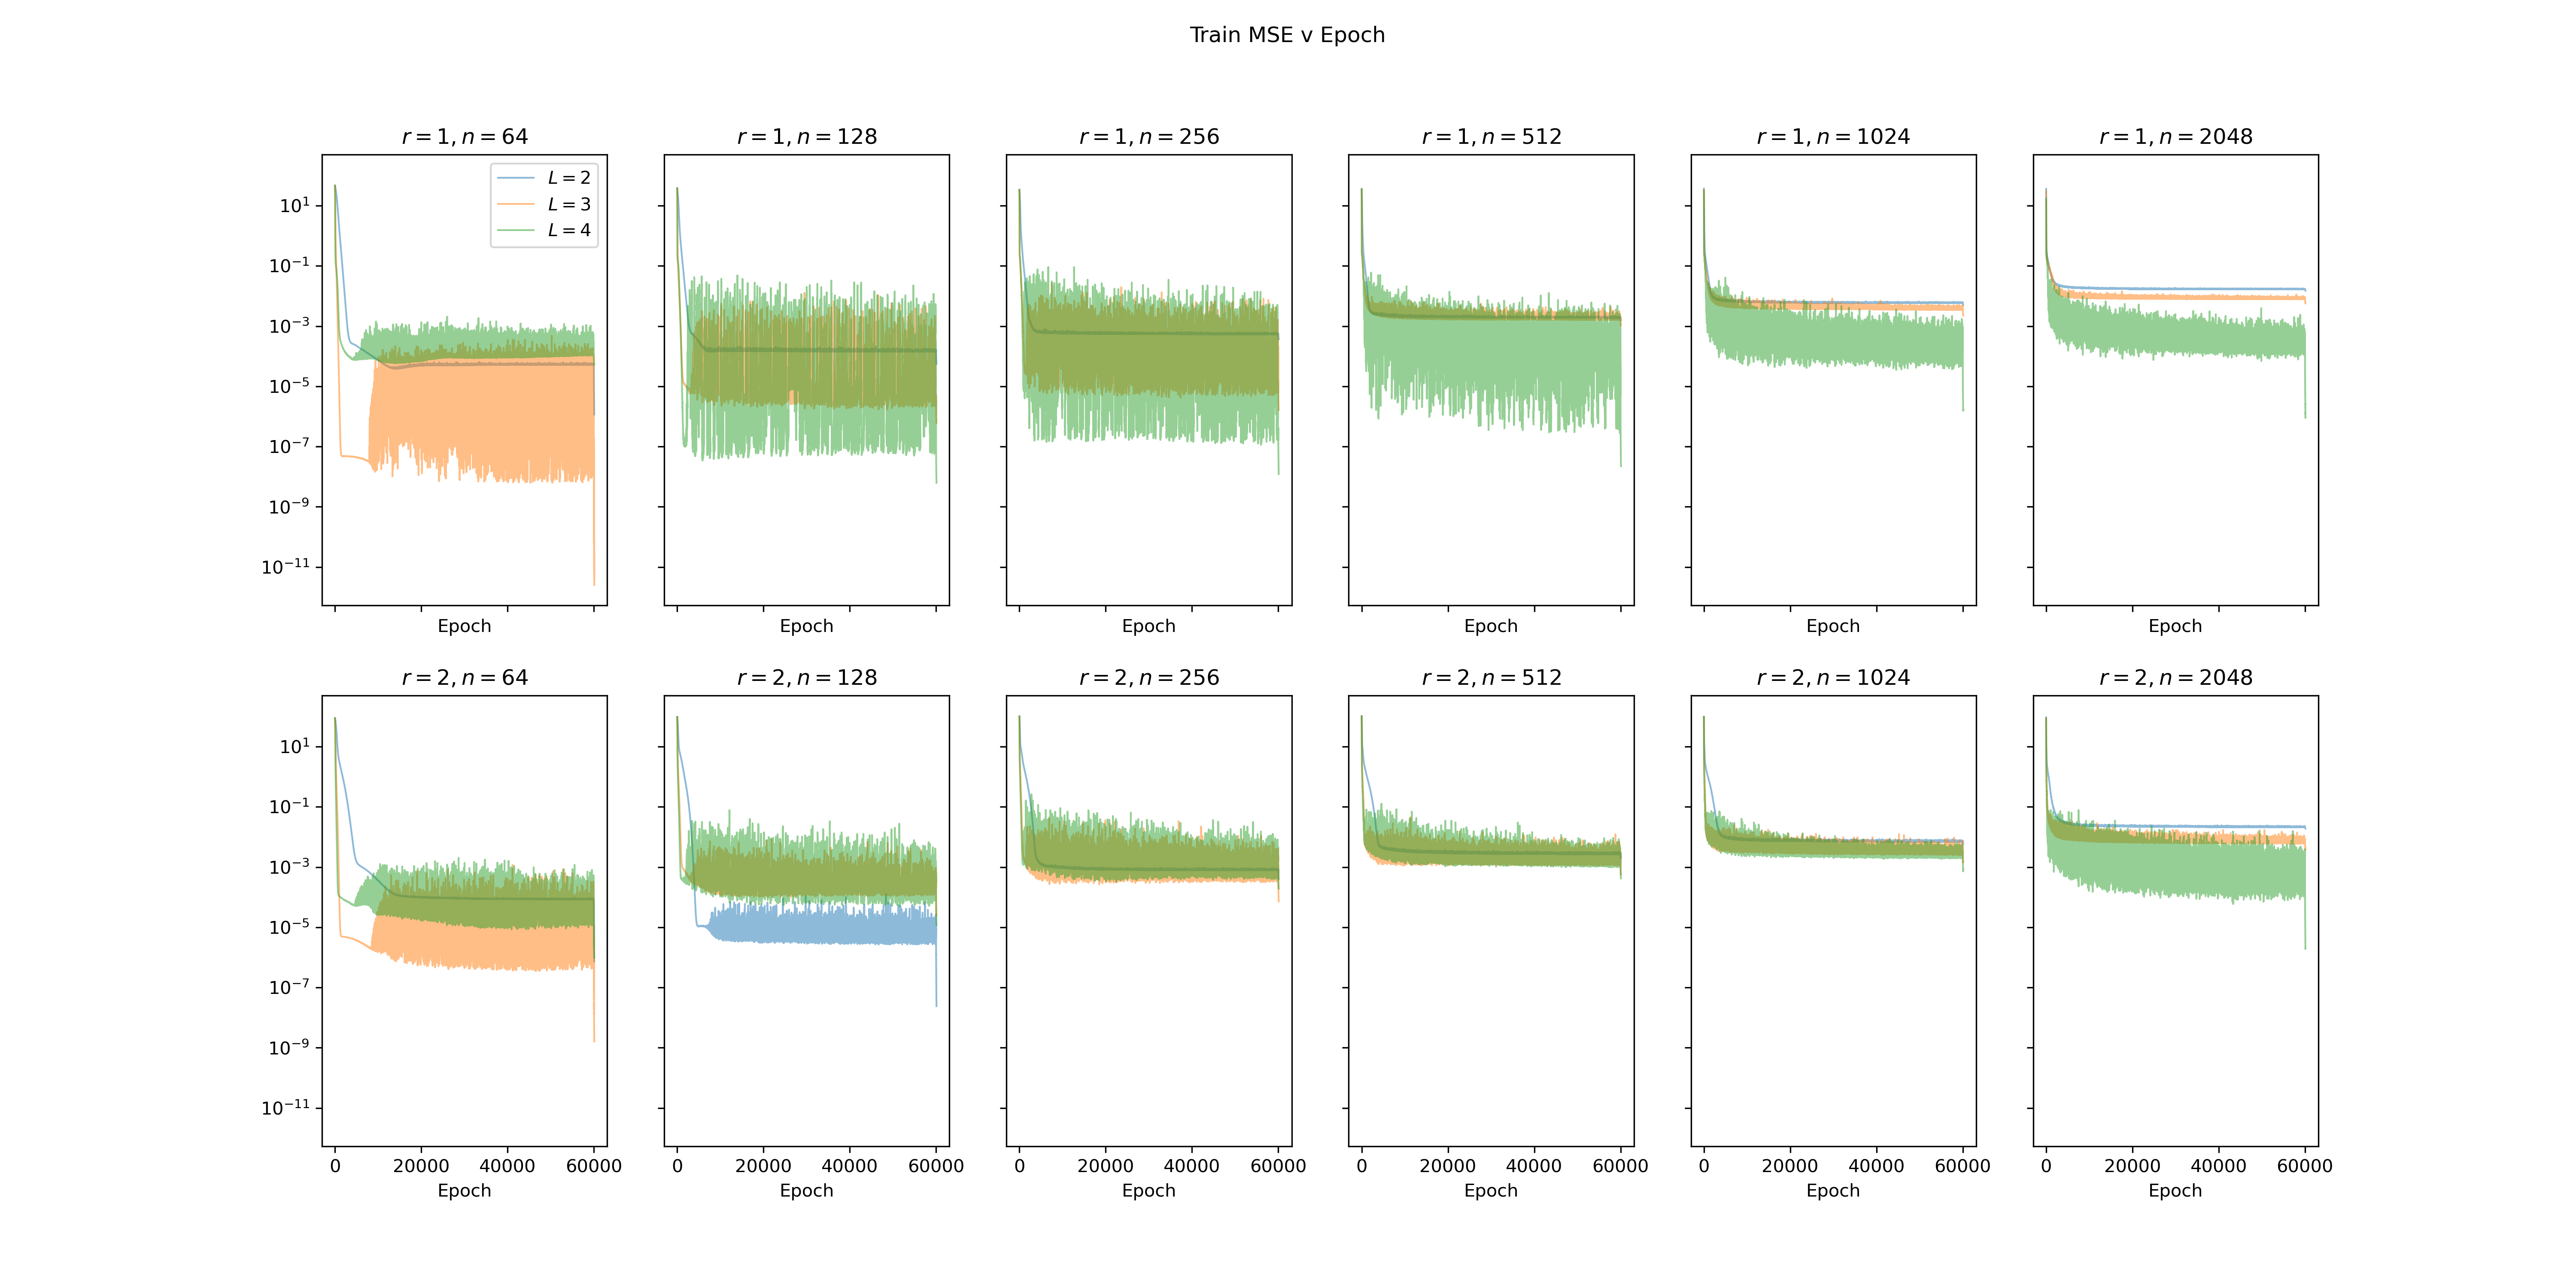 Train MSE v Epoch
r = 1, n = 64
r = 1, n = 128
r = 1, n = 256
r = 1, n = 512
r = 1, n = 1024
r = 1, n = 2048
L = 2
L = 3
L = 4
10¹
10⁻¹
10⁻³
10⁻⁵
10⁻⁷
10⁻⁹
10⁻¹¹
Epoch
Epoch
Epoch
Epoch
Epoch
Epoch
r = 2, n = 64
r = 2, n = 128
r = 2, n = 256
r = 2, n = 512
r = 2, n = 1024
r = 2, n = 2048
10¹
10⁻¹
10⁻³
10⁻⁵
10⁻⁷
10⁻⁹
10⁻¹¹
0 20000 40000 60000
0 20000 40000 60000
0 20000 40000 60000
0 20000 40000 60000
0 20000 40000 60000
0 20000 40000 60000
Epoch
Epoch
Epoch
Epoch
Epoch
Epoch